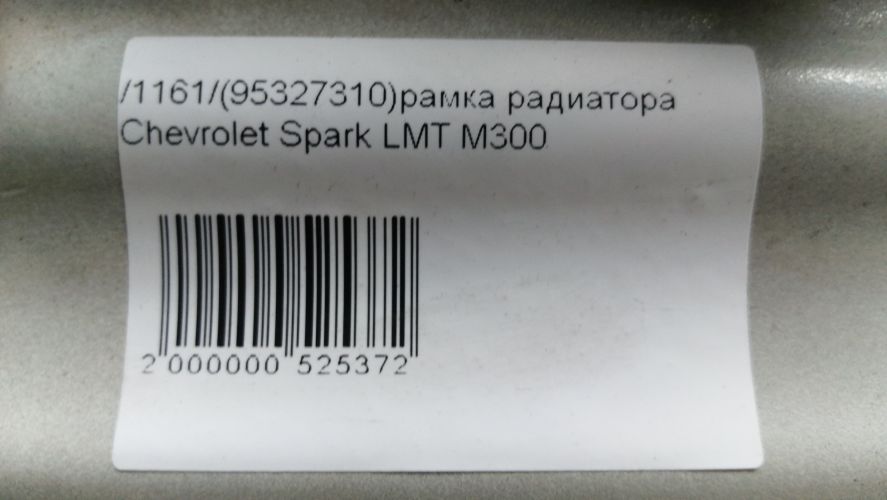 /1161/(95327310)рамка радиатора
Chevrolet Spark LMT M300
2 000000 525372